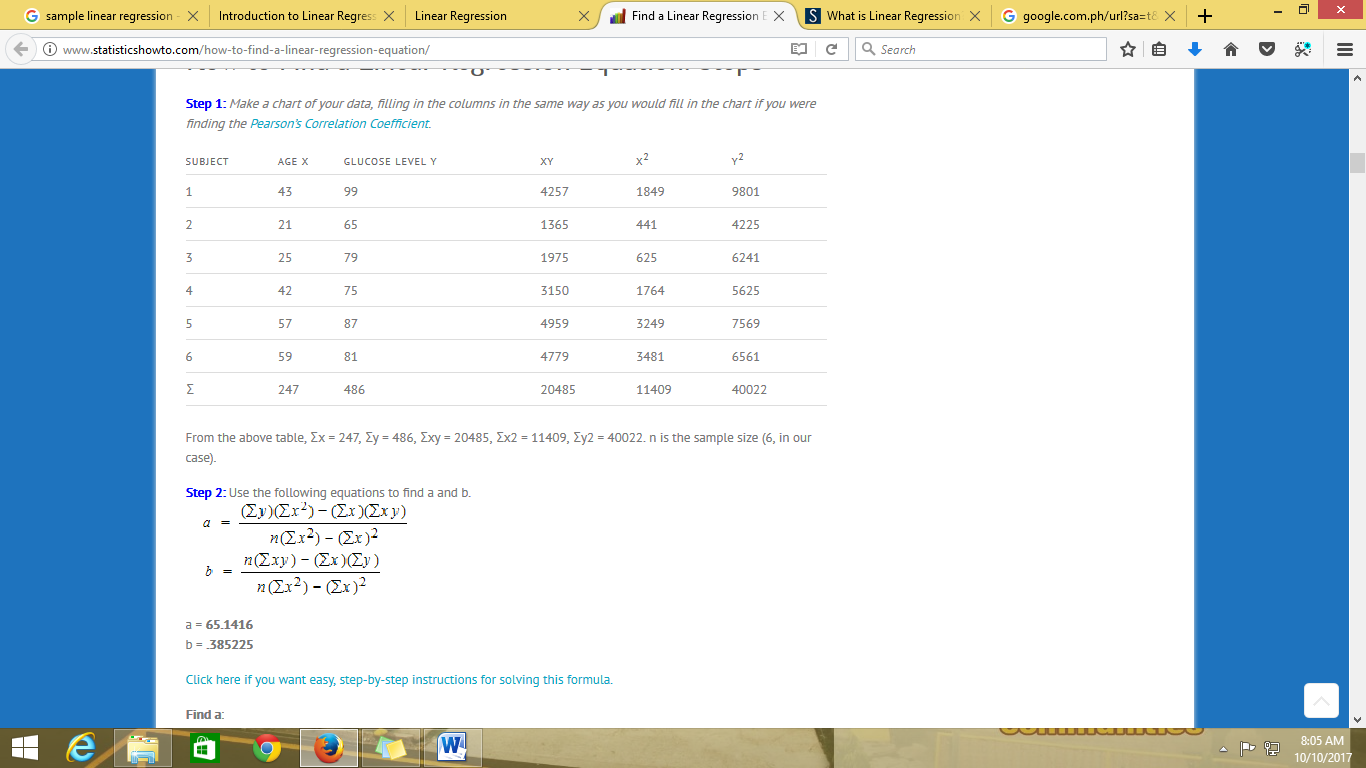 sample linear regression -
Introduction to Linear Regress
Linear Regression
Find a Linear Regression E
What is Linear Regression
google.com.ph/url?sa=t&
www.statisticshowto.com/how-to-find-a-linear-regression-equation/
Search
Step 1: Make a chart of your data, filling in the columns in the same way as you would fill in the chart if you were
finding the Pearson's Correlation Coefficient.
SUBJECT AGE X GLUCOSE LEVEL Y XY X² Y²
1 43 99 4257 1849 9801
2 21 65 1365 441 4225
3 25 79 1975 625 6241
4 42 75 3150 1764 5625
5 57 87 4959 3249 7569
6 59 81 4779 3481 6561
Σ 247 486 20485 11409 40022
From the above table, Σx = 247, Σy = 486, Σxy = 20485, Σx2 = 11409, Σy2 = 40022. n is the sample size (6, in our
case).
Step 2: Use the following equations to find a and b.
a = (Σy)(Σx²) − (Σx)(Σxy)
n(Σx²) − (Σx)²
b = n(Σxy) − (Σx)(Σy)
n(Σx²) − (Σx)²
a = 65.1416
b = .385225
Click here if you want easy, step-by-step instructions for solving this formula.
Find a:
8:05 AM
10/10/2017